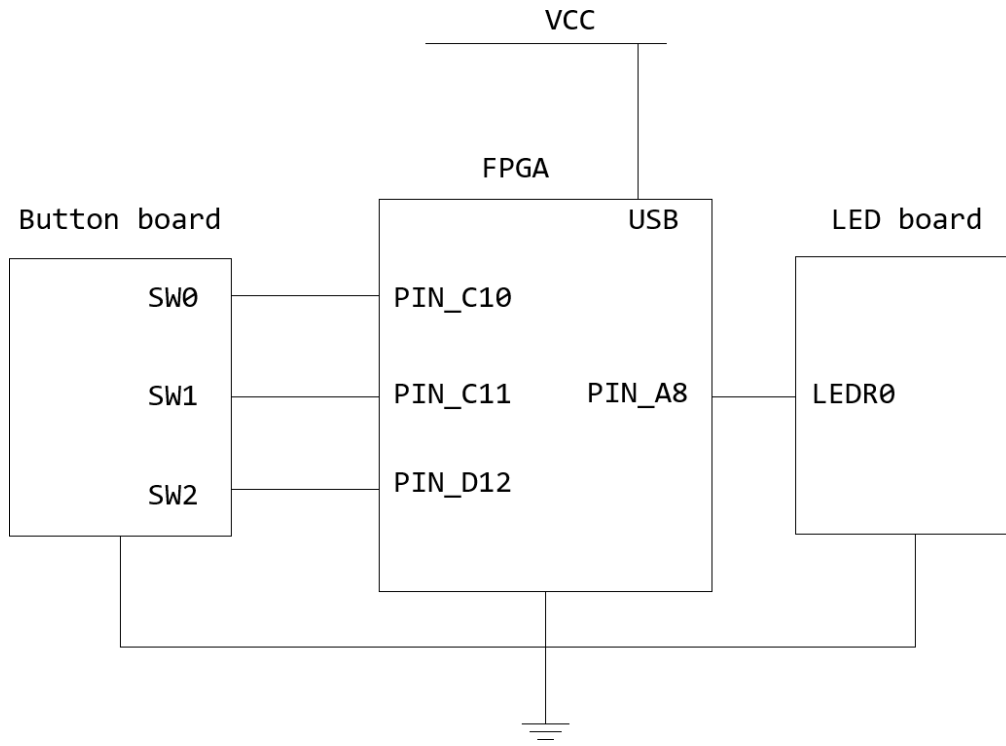 VCC
FPGA
Button board
USB
LED board
SW0
PIN_C10
SW1
PIN_C11
PIN_A8
LEDR0
SW2
PIN_D12